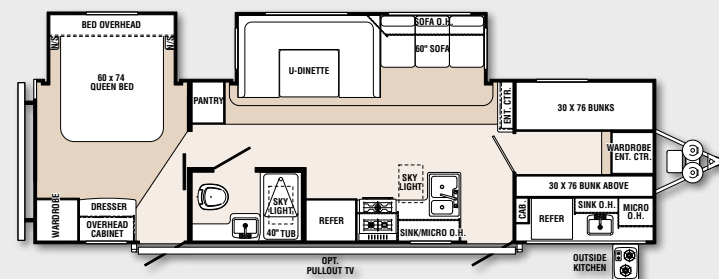 BED OVERHEAD
N/S
N/S
60 x 74
QUEEN BED
PANTRY
U-DINETTE
SOFA O.H.
60" SOFA
ENT. CTR.
30 X 76 BUNKS
WARDROBE
ENT. CTR.
30 X 76 BUNK ABOVE
WARDROBE
DRESSER
OVERHEAD
CABINET
SKY
LIGHT
40" TUB
REFER
SKY
LIGHT
SINK/MICRO O.H.
CAB.
REFER
SINK O.H.
MICRO
O.H.
OPT.
PULLOUT TV
OUTSIDE
KITCHEN